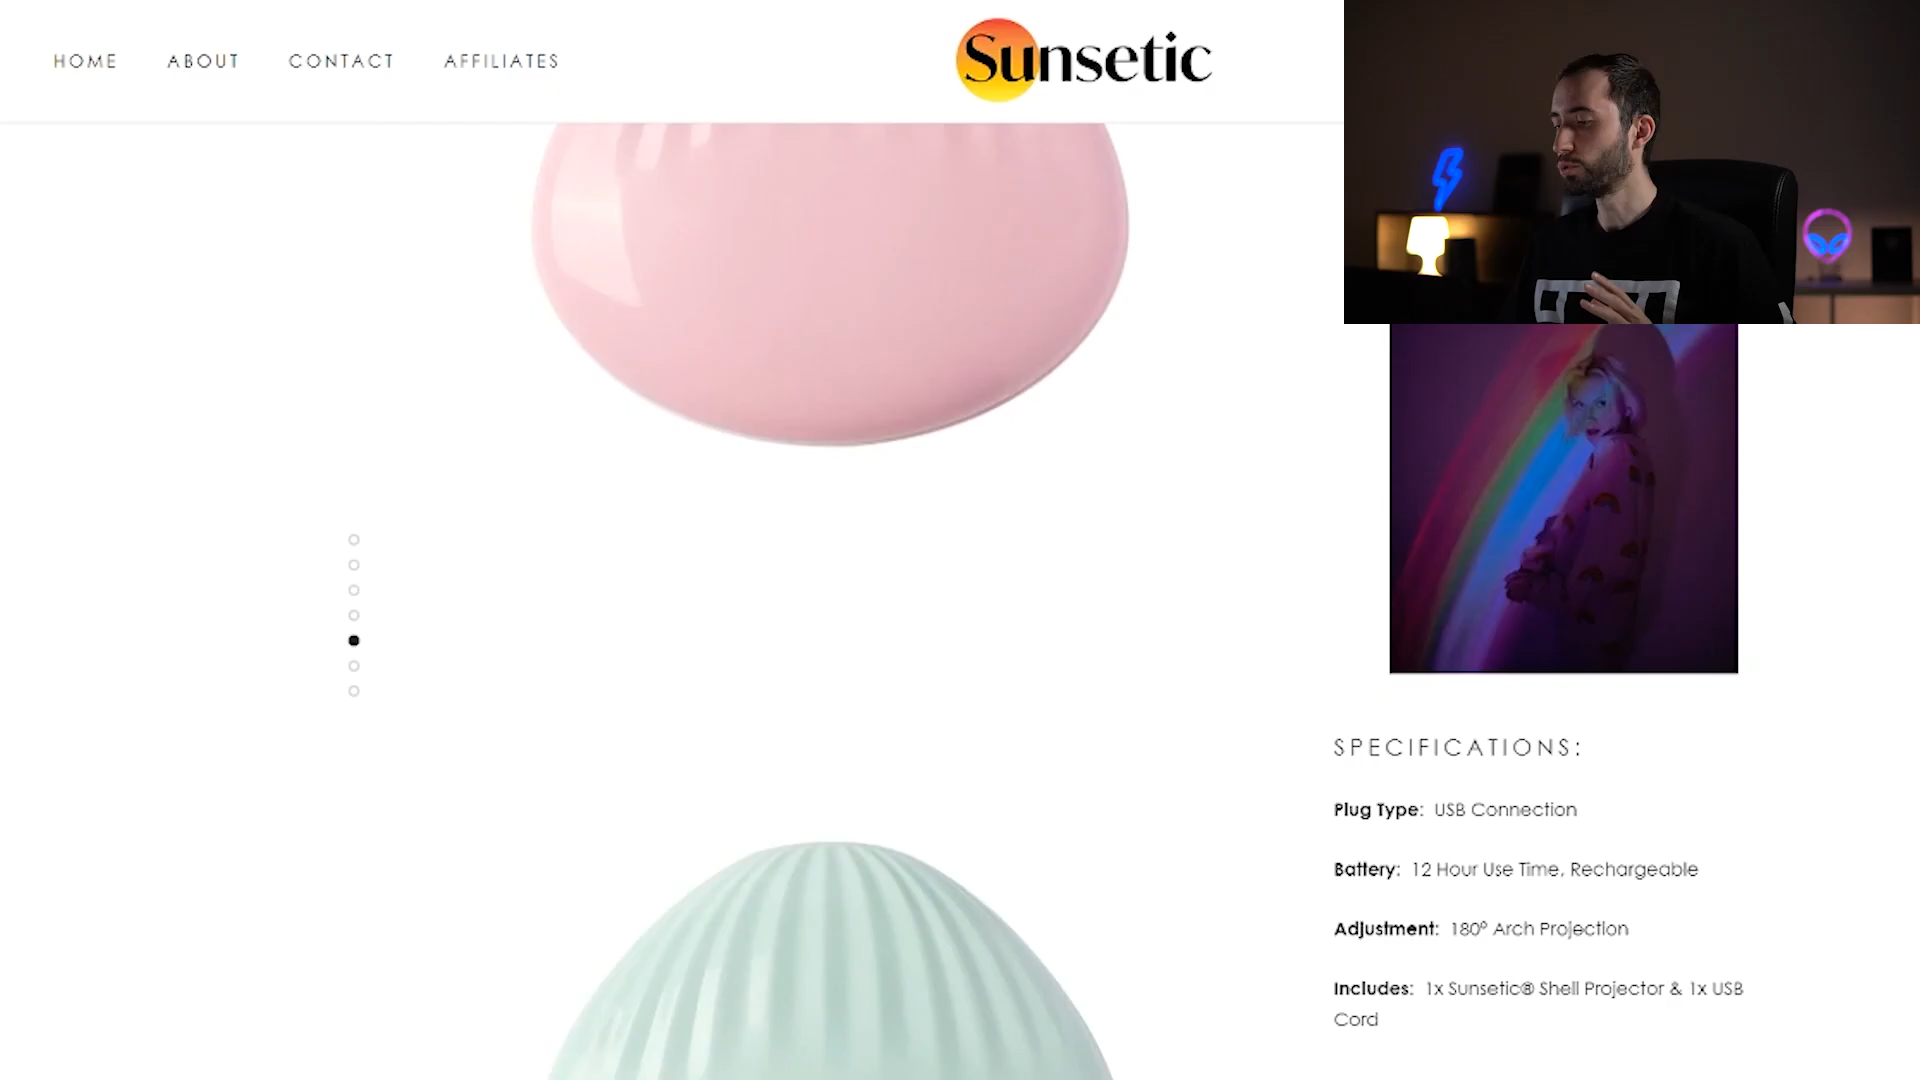 HOME
ABOUT
CONTACT
AFFILIATES
Sunsetic
SPECIFICATIONS:
Plug Type: USB Connection
Battery: 12 Hour Use Time, Rechargeable
Adjustment: 180° Arch Projection
Includes: 1x Sunsetic® Shell Projector & 1x USB
Cord